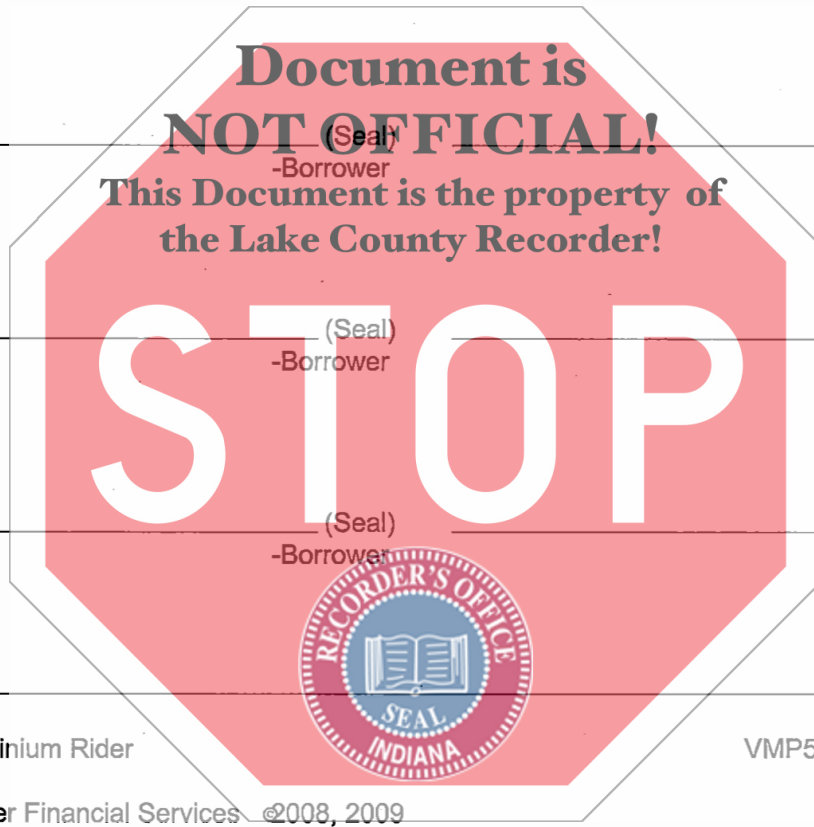 Document is
NOT OFFICIAL!
(Seal)
-Borrower
This Document is the property of
the Lake County Recorder!
STOP
(Seal)
-Borrower
(Seal)
-Borrower
RECORDER'S OFFICE
SEAL
INDIANA
inium Rider VMP5
er Financial Services ©2008, 2009